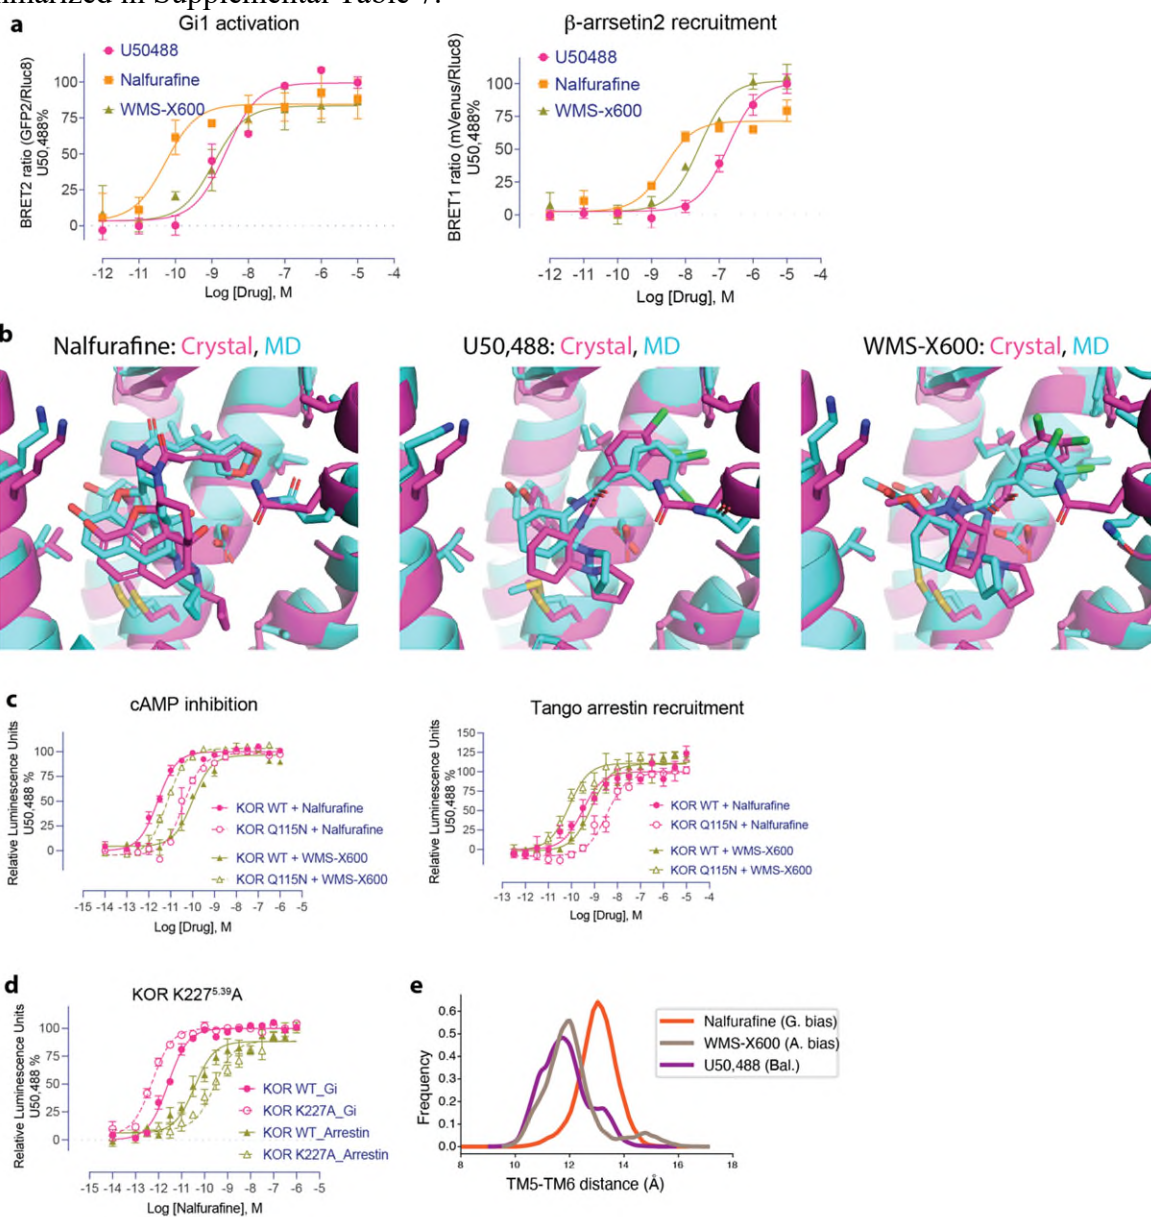 marized in Supplemental Table 7.
a
Gi1 activation
BRET2 ratio (GFP2/Rluc8)
U50,488%
100
75
50
25
0
U50488
Nalfurafine
WMS-X600
-12 -11 -10 -9 -8 -7 -6 -5 -4
Log [Drug], M
β-arrsetin2 recruitment
BRET1 ratio (mVenus/Rluc8)
U50,488%
100
75
50
25
0
U50488
Nalfurafine
WMS-x600
-12 -11 -10 -9 -8 -7 -6 -5 -4
Log [Drug], M
b
Nalfurafine: Crystal, MD
U50,488: Crystal, MD
WMS-X600: Crystal, MD
c
cAMP inhibition
Relative Luminescence Units
U50,488 %
100
75
50
25
0
KOR WT + Nalfurafine
KOR Q115N + Nalfurafine
KOR WT + WMS-X600
KOR Q115N + WMS-X600
-15 -14 -13 -12 -11 -10 -9 -8 -7 -6 -5
Log [Drug], M
Tango arrestin recruitment
Relative Luminescence Units
U50,488 %
150
125
100
75
50
25
0
KOR WT + Nalfurafine
KOR Q115N + Nalfurafine
KOR WT + WMS-X600
KOR Q115N + WMS-X600
-13 -12 -11 -10 -9 -8 -7 -6 -5 -4
Log [Drug], M
d
KOR K227⁵·³⁹A
Relative Luminescence Units
U50,488 %
100
75
50
25
0
KOR WT_Gi
KOR K227A_Gi
KOR WT_Arrestin
KOR K227A_Arrestin
-15 -14 -13 -12 -11 -10 -9 -8 -7 -6 -5
Log [Nalfurafine], M
e
Frequency
0.6
0.5
0.4
0.3
0.2
0.1
0.0
Nalfurafine (G. bias)
WMS-X600 (A. bias)
U50,488 (Bal.)
8 10 12 14 16 18
TM5-TM6 distance (Å)